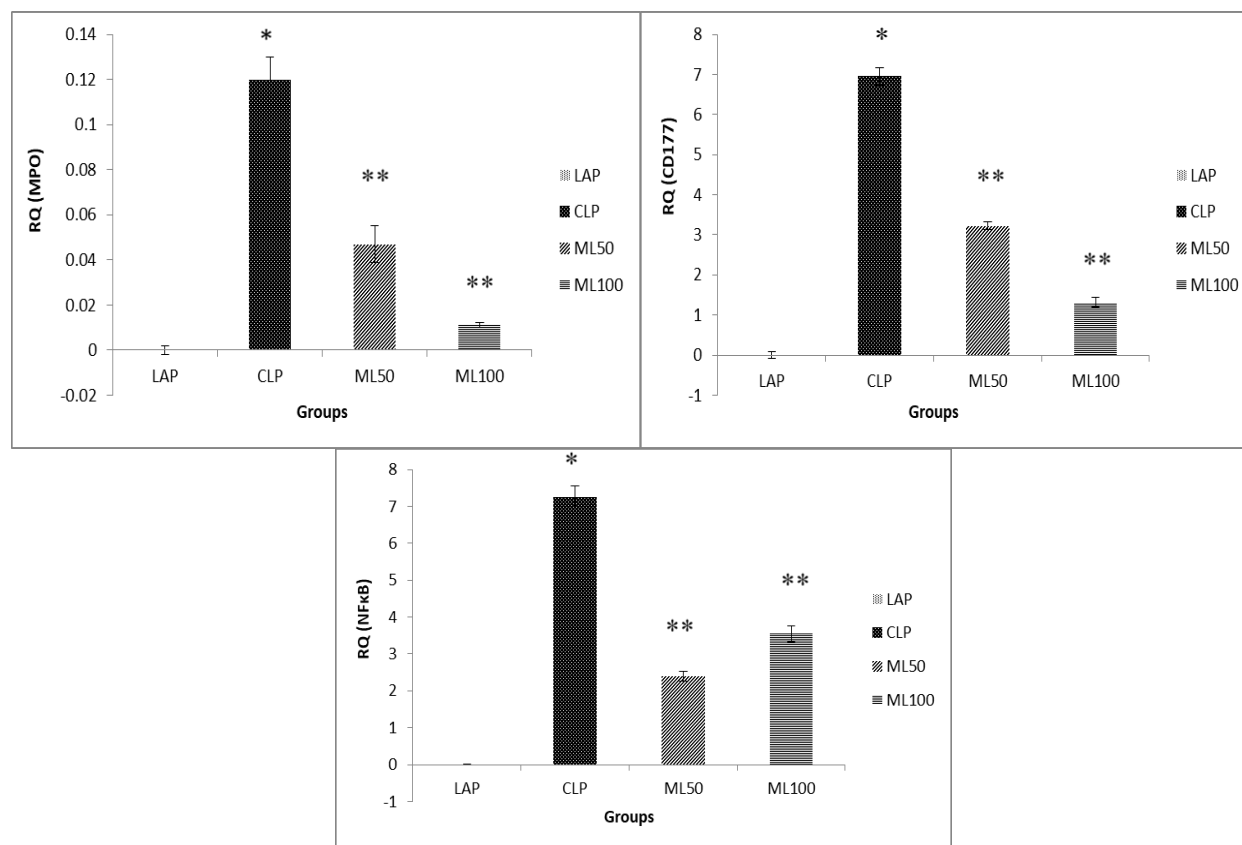 0.14
0.12
0.1
0.08
0.06
0.04
0.02
0
-0.02
RQ (MPO)
*
**
**
LAP
CLP
ML50
ML100
Groups
LAP
CLP
ML50
ML100
8
7
6
5
4
3
2
1
0
-1
RQ (CD177)
*
**
**
LAP
CLP
ML50
ML100
Groups
LAP
CLP
ML50
ML100
8
7
6
5
4
3
2
1
0
-1
RQ (NFκB)
*
**
**
LAP
CLP
ML50
ML100
Groups
LAP
CLP
ML50
ML100